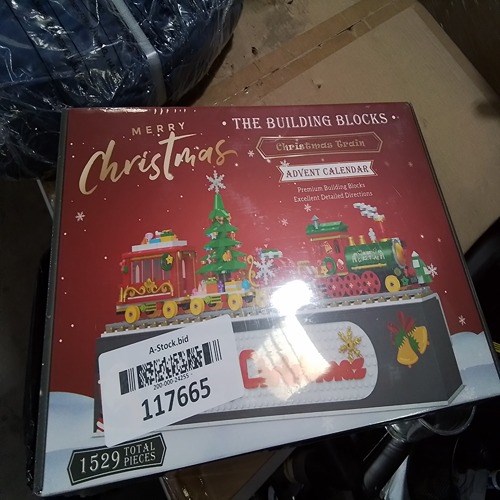 MERRY
Christmas
• THE BUILDING BLOCKS •
Christmas Train
ADVENT CALENDAR
Premium Building Blocks
Excellent Detailed Directions
A-Stock.bid
117665
1529 TOTAL
PIECES